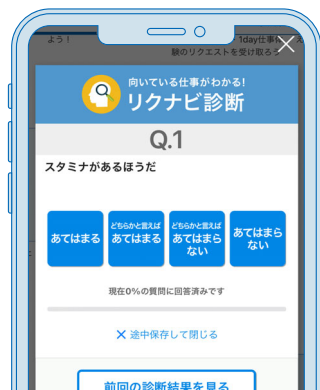 よう！
1day仕事
験のリクエストを受け取ろう
向いている仕事がわかる!
リクナビ診断
Q.1
スタミナがあるほうだ
あてはまる
どちらかと言えば
あてはまる
どちらかと言えば
あてはまら
ない
あてはまら
ない
現在0%の質問に回答済みです
途中保存して閉じる
前回の診断結果を見る